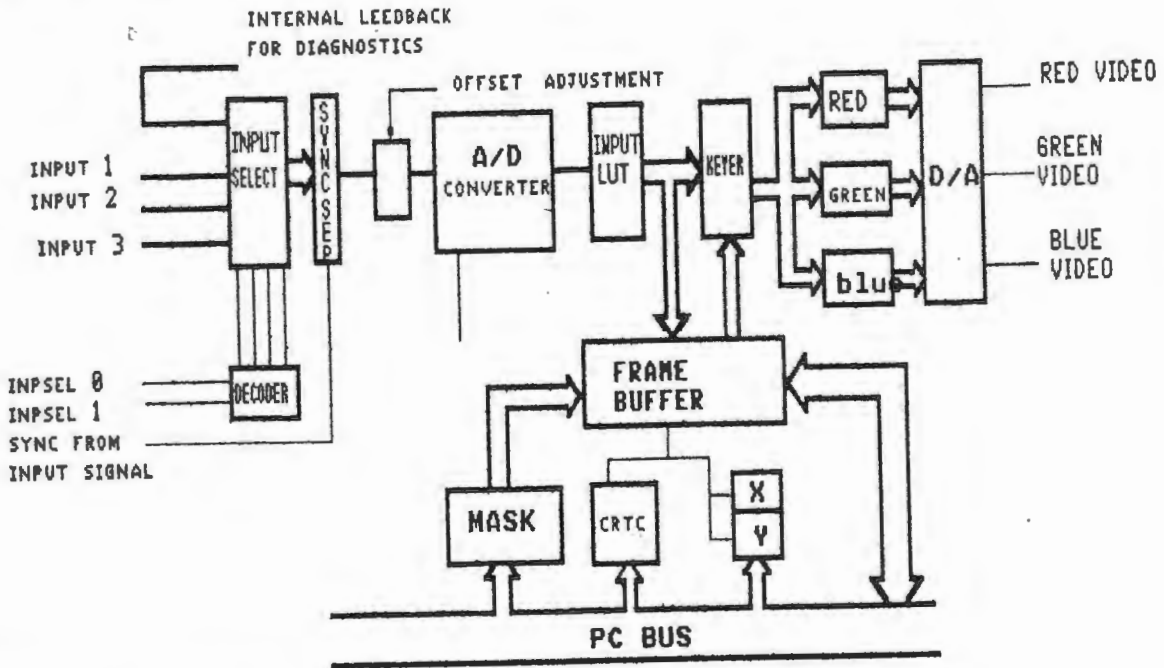 INTERNAL LEEDBACK
FOR DIAGNOSTICS
OFFSET ADJUSTMENT
INPUT 1
INPUT 2
INPUT 3
INPUT
SELECT
SYNC SEP
A/D
CONVERTER
INPUT
LUT
KEYER
RED
GREEN
blue
D/A
RED VIDEO
GREEN
VIDEO
BLUE
VIDEO
INPSEL 0
INPSEL 1
SYNC FROM
INPUT SIGNAL
DECODER
FRAME
BUFFER
MASK
CRTC
X
Y
PC BUS